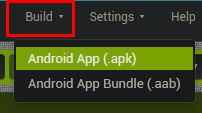 Build Settings Help
Android App (.apk)
Android App Bundle (.aab)